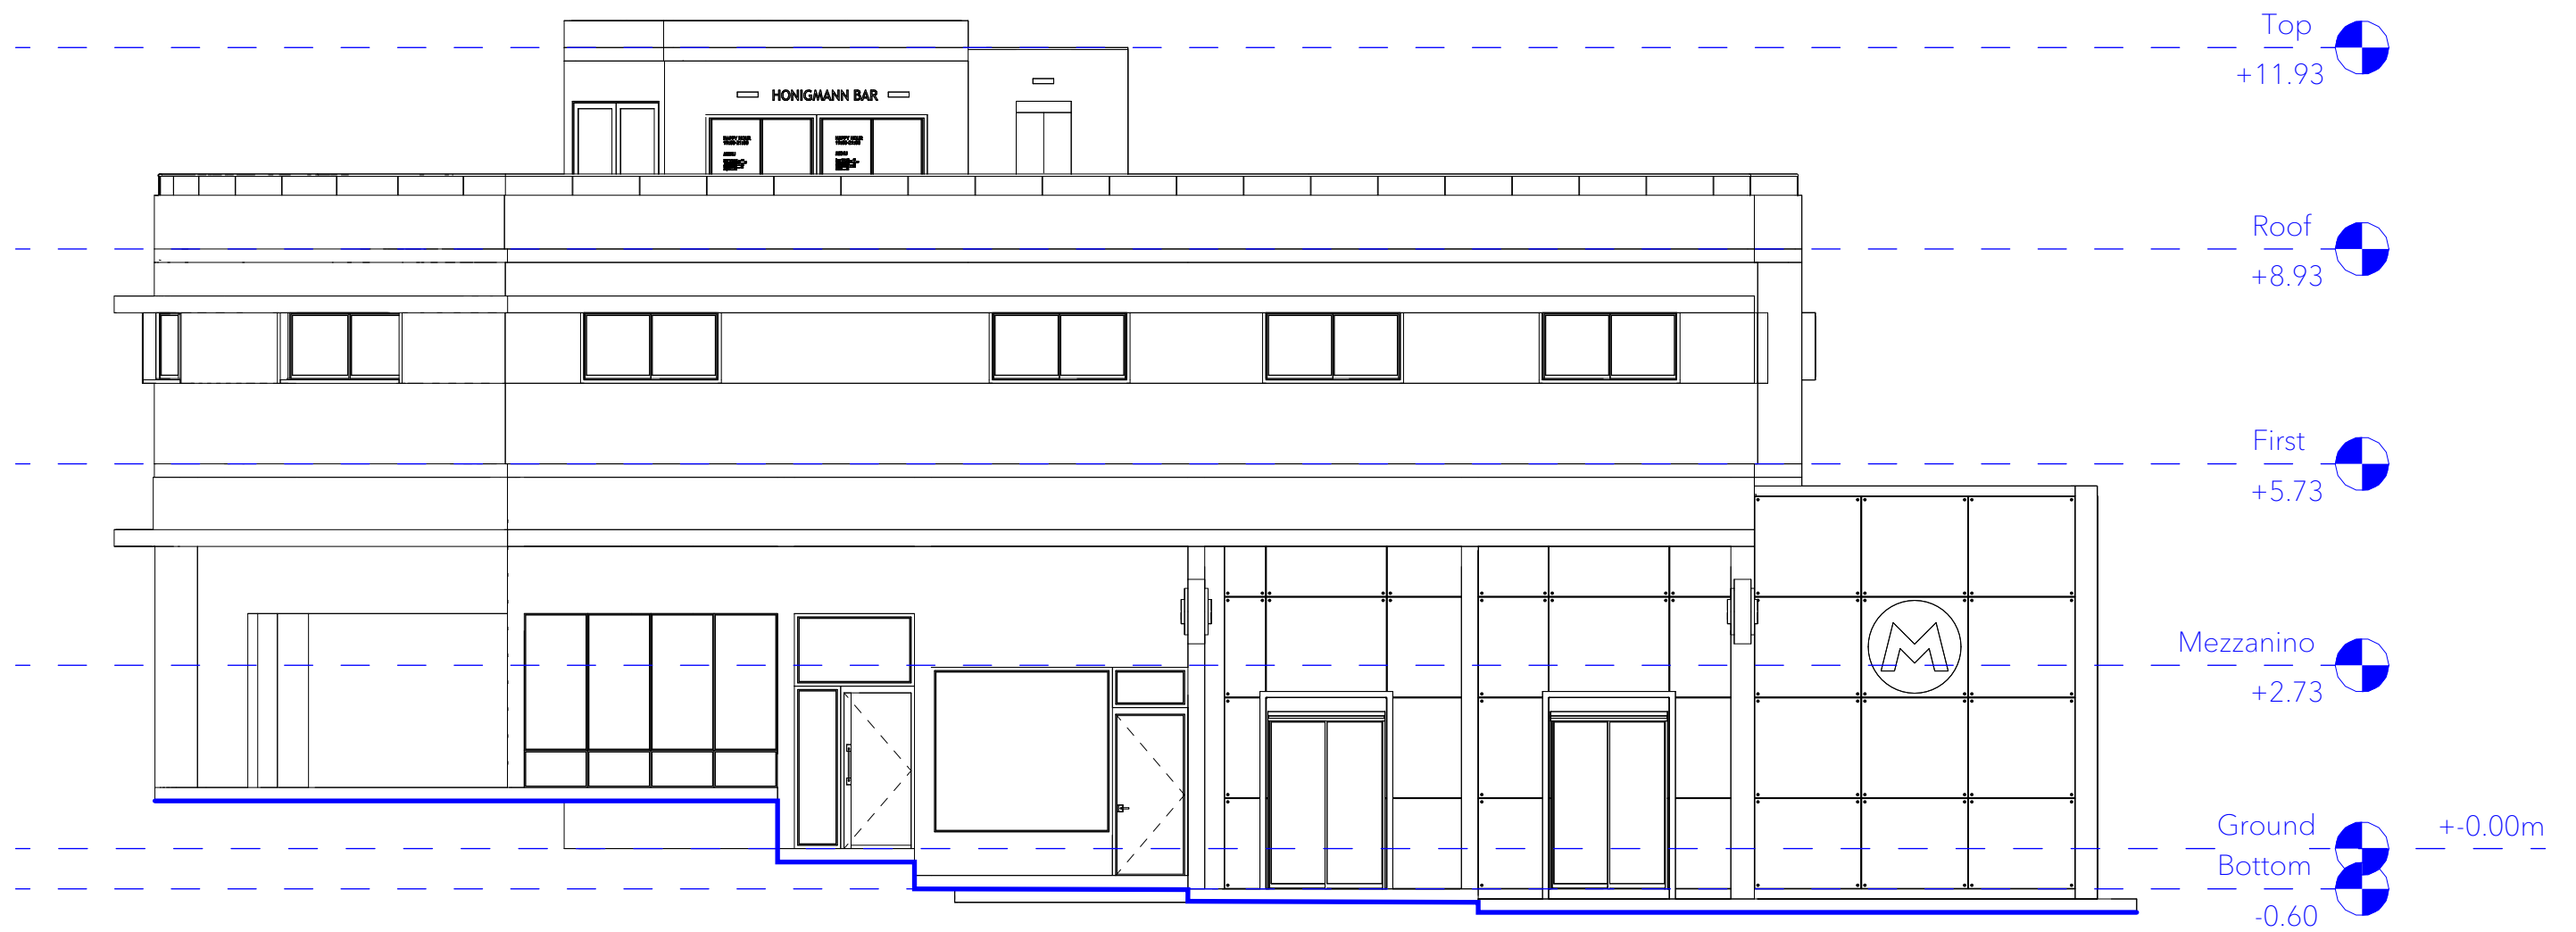 Top
+11.93
HONIGMANN BAR
Roof
+8.93
First
+5.73
Mezzanino
+2.73
M
Ground
+-0.00m
Bottom
-0.60